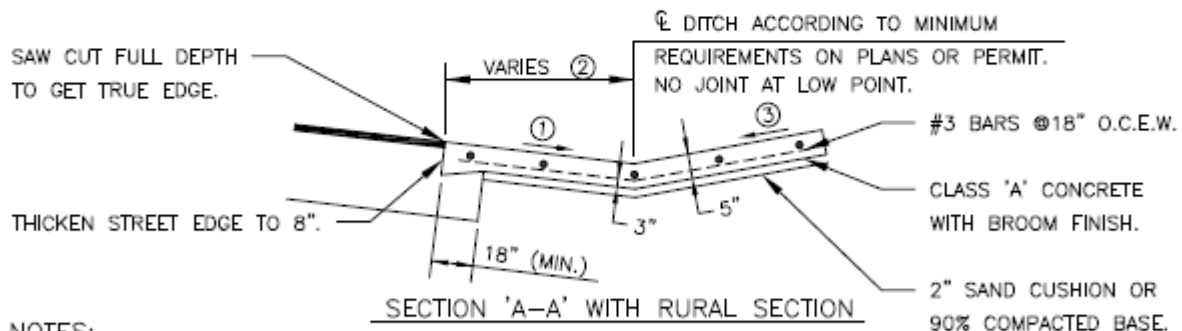 SAW CUT FULL DEPTH
TO GET TRUE EDGE.
VARIES ②
℄ DITCH ACCORDING TO MINIMUM
REQUIREMENTS ON PLANS OR PERMIT.
NO JOINT AT LOW POINT.
①
③
#3 BARS @18" O.C.E.W.
CLASS 'A' CONCRETE
WITH BROOM FINISH.
THICKEN STREET EDGE TO 8".
3"
5"
18" (MIN.)
2" SAND CUSHION OR
90% COMPACTED BASE.
SECTION 'A-A' WITH RURAL SECTION
NOTES: